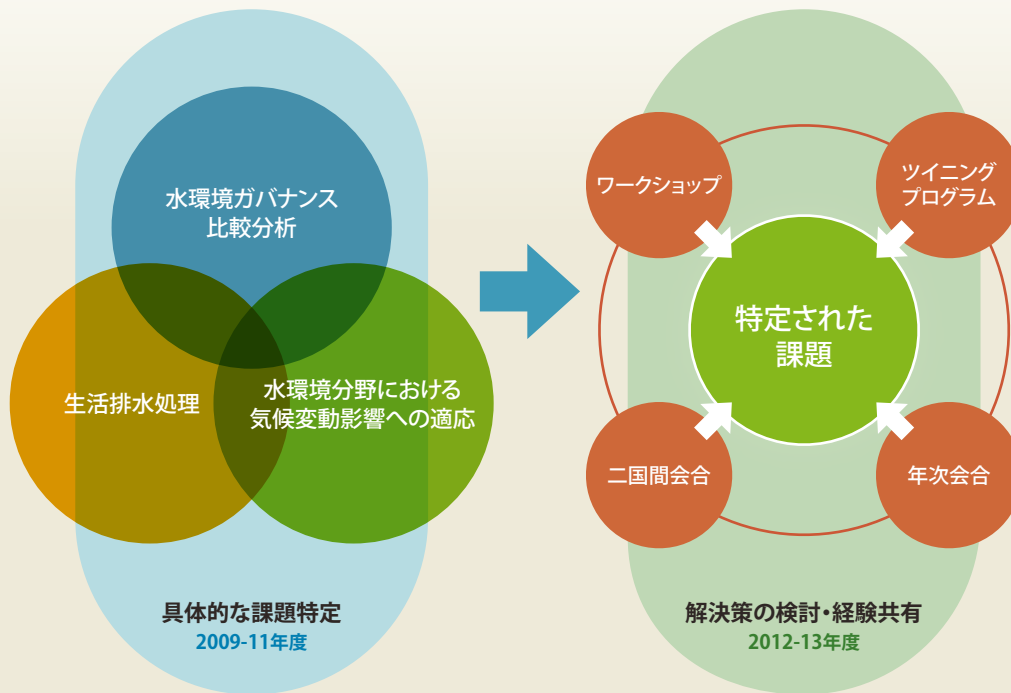 水環境ガバナンス
比較分析
生活排水処理
水環境分野における
気候変動影響への適応
具体的な課題特定
2009-11年度
ワークショップ
ツイニング
プログラム
特定された
課題
二国間会合
年次会合
解決策の検討・経験共有
2012-13年度